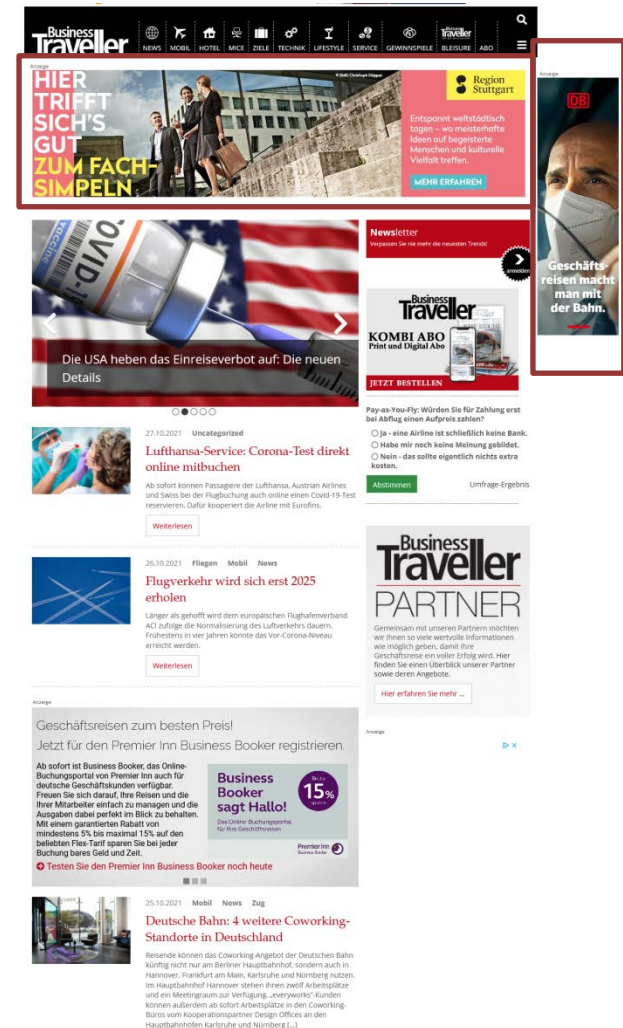 Business
Traveller
NEWS MOBIL HOTEL MICE ZIELE TECHNIK LIFESTYLE SERVICE GEWINNSPIELE BLEISURE ABO
Anzeige
HIER
TRIFFT
SICH'S
GUT
ZUM FACH-
SIMPELN
Region
Stuttgart
Entspannt weltstädtisch
tagen – wo meisterhafte
Ideen auf begeisterte
Menschen und kulturelle
Vielfalt treffen.
MEHR ERFAHREN
Anzeige
DB
Geschäfts-
reisen macht
man mit
der Bahn.
vaccine
COVID-19
Die USA heben das Einreiseverbot auf: Die neuen
Details
Newsletter
Verpassen Sie nie mehr die neuesten Trends!
anmelden
Business
Traveller
KOMBI ABO
Print und Digital Abo
JETZT BESTELLEN
Pay-as-You-Fly: Würden Sie für Zahlung erst
bei Abflug einen Aufpreis zahlen?
Ja - eine Airline ist schließlich keine Bank.
Habe mir noch keine Meinung gebildet.
Nein - das sollte eigentlich nichts extra
kosten.
Abstimmen Umfrage-Ergebnis
27.10.2021 Uncategorized
Lufthansa-Service: Corona-Test direkt
online mitbuchen
Ab sofort können Passagiere der Lufthansa, Austrian Airlines
und Swiss bei der Flugbuchung auch online einen Covid-19-Test
reservieren. Dafür kooperiert die Airline mit Eurofins.
Weiterlesen
26.10.2021 Fliegen Mobil News
Flugverkehr wird sich erst 2025
erholen
Länger als gehofft wird dem europäischen Flughafenverband
ACI zufolge die Normalisierung des Luftverkehrs dauern.
Frühestens in vier Jahren könnte das Vor-Corona-Niveau
erreicht werden.
Weiterlesen
Business
Traveller
PARTNER
Gemeinsam mit unseren Partnern möchten
wir Ihnen so viele wertvolle Informationen
wie möglich geben, damit Ihre
Geschäftsreise ein voller Erfolg wird. Hier
finden Sie einen Überblick unserer Partner
sowie deren Angebote.
Hier erfahren Sie mehr ...
Anzeige
Anzeige
Geschäftsreisen zum besten Preis!
Jetzt für den Premier Inn Business Booker registrieren.
Ab sofort ist Business Booker, das Online-
Buchungsportal von Premier Inn auch für
deutsche Geschäftskunden verfügbar.
Freuen Sie sich darauf, Ihre Reisen und die
Ihrer Mitarbeiter einfach zu managen und die
Ausgaben dabei perfekt im Blick zu behalten.
Mit einem garantierten Rabatt von
mindestens 5% bis maximal 15% auf den
beliebten Flex-Tarif sparen Sie bei jeder
Buchung bares Geld und Zeit.
Testen Sie den Premier Inn Business Booker noch heute
Business
Booker
sagt Hallo!
Das Online-Buchungsportal
für Ihre Geschäftsreisen
Bis zu
15%
sparen
Premier Inn
Business Booker
25.10.2021 Mobil News Zug
Deutsche Bahn: 4 weitere Coworking-
Standorte in Deutschland
Reisende können das Coworking-Angebot der Deutschen Bahn
künftig nicht nur am Berliner Hauptbahnhof, sondern auch in
Hannover, Frankfurt am Main, Karlsruhe und Nürnberg nutzen.
Im Hauptbahnhof Hannover stehen ihnen zwölf Arbeitsplätze
und ein Meetingraum zur Verfügung. „everyworks"-Kunden
können außerdem ab sofort Arbeitsplätze in den Coworking-
Büros vom Kooperationspartner Design Offices an den
Hauptbahnhöfen Karlsruhe und Nürnberg [...]